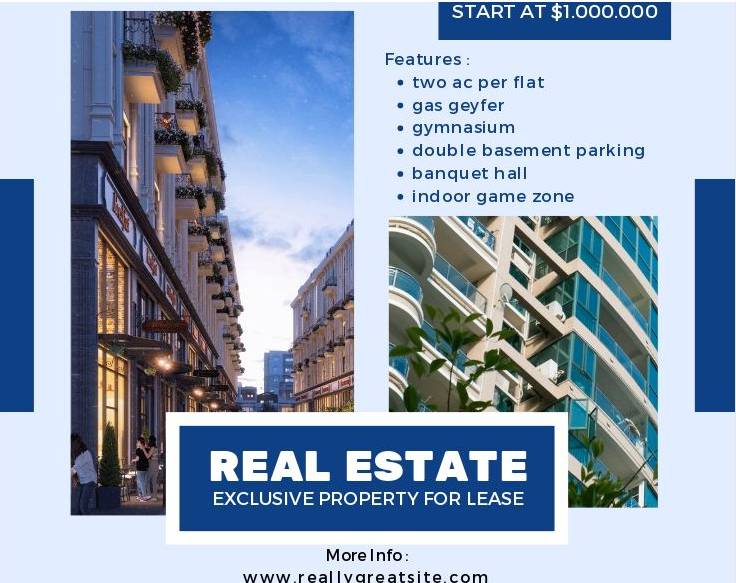 START AT $1.000.000
Features :
• two ac per flat
• gas geyfer
• gymnasium
• double basement parking
• banquet hall
• indoor game zone
REAL ESTATE
EXCLUSIVE PROPERTY FOR LEASE
More Info :
www.reallygreatsite.com